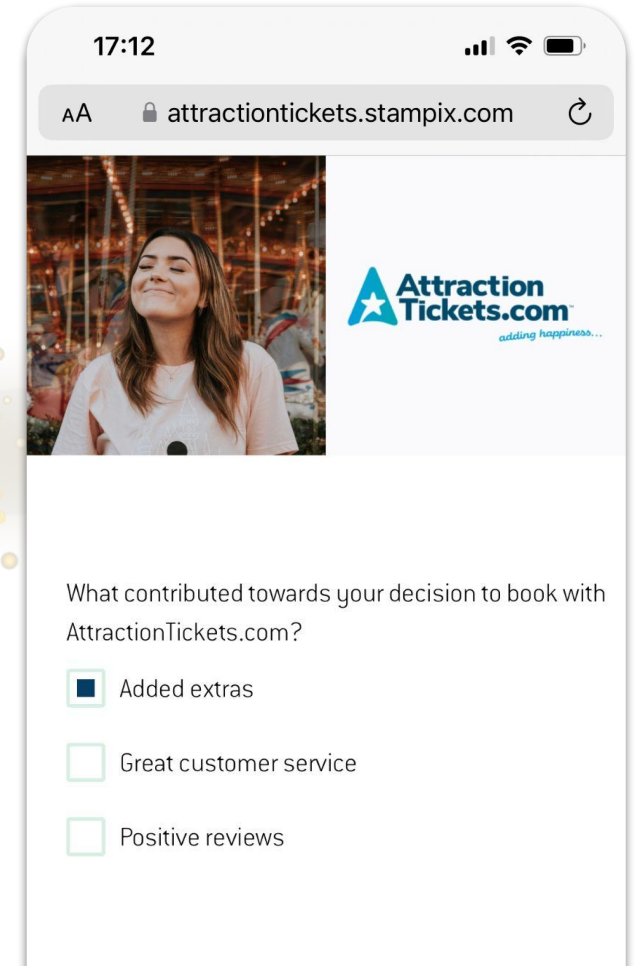 17:12
AA attractiontickets.stampix.com
Attraction
Tickets.com™
adding happiness...
What contributed towards your decision to book with
AttractionTickets.com?
Added extras
Great customer service
Positive reviews